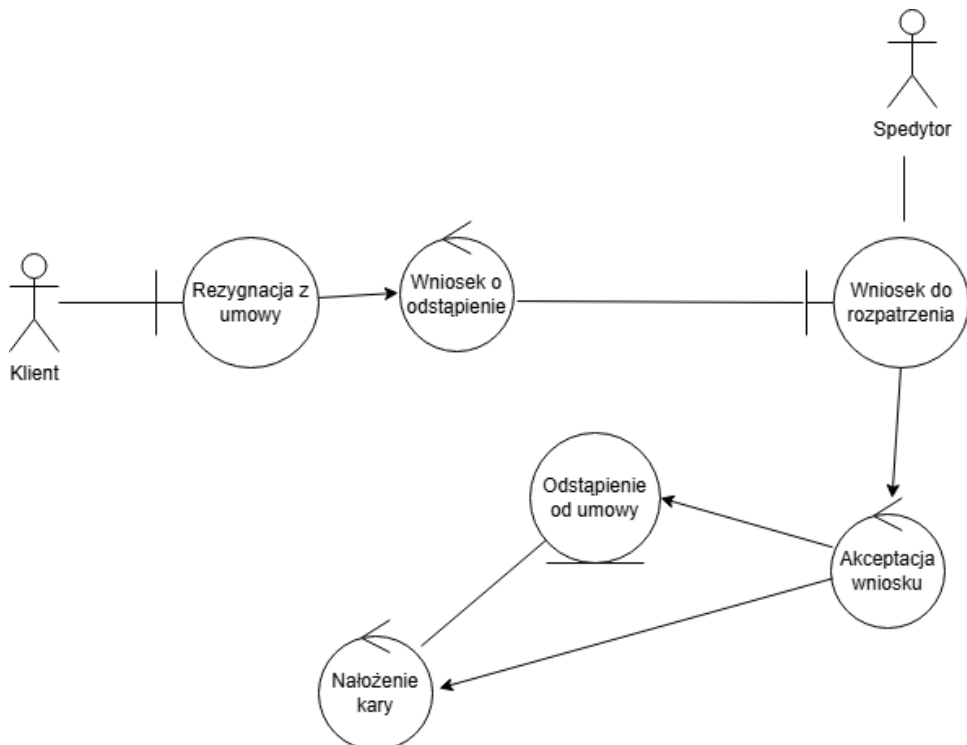 Spedytor
Klient
Rezygnacja z
umowy
Wniosek o
odstąpienie
Wniosek do
rozpatrzenia
Odstąpienie
od umowy
Akceptacja
wniosku
Nałożenie
kary